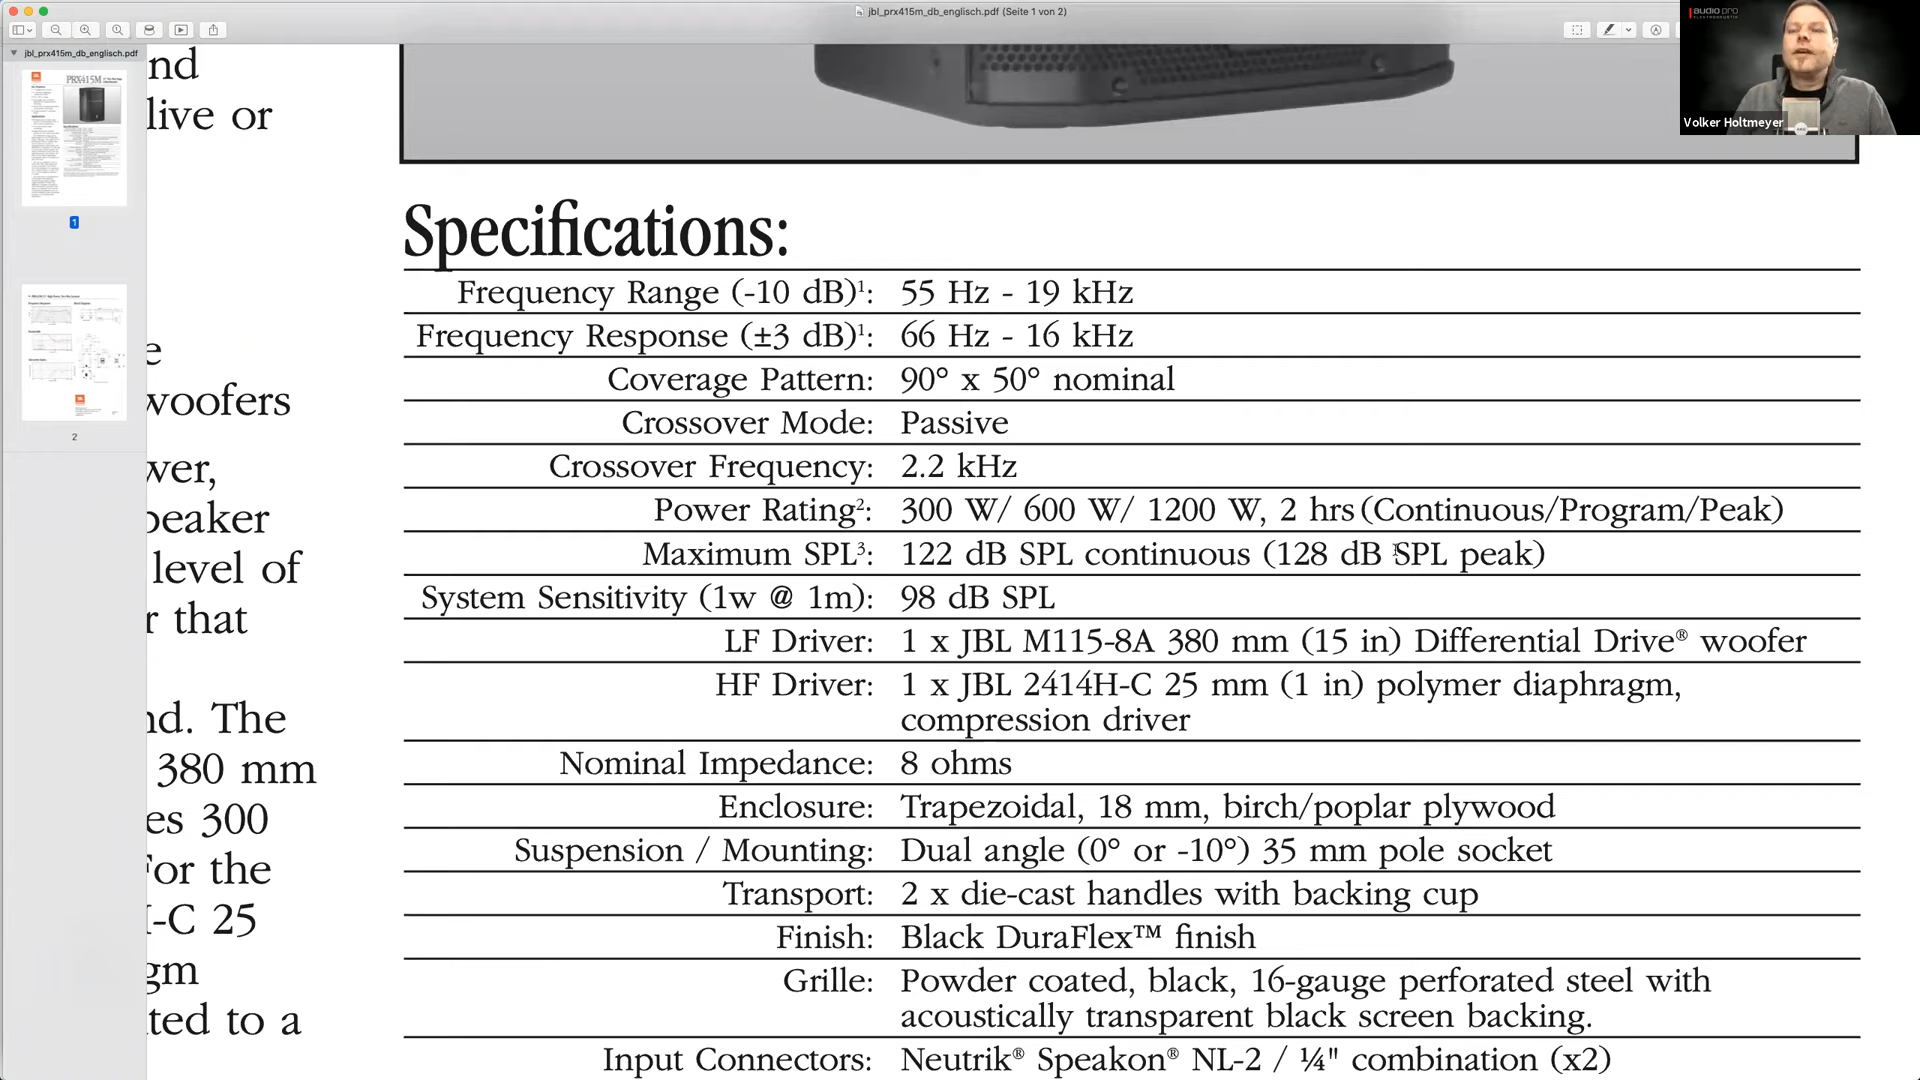 jbl_prx415m_db_englisch.pdf (Seite 1 von 2)
jbl_prx415m_db_englisch.pdf
audio pro
Volker Holtmeyer
PRX415M
1
2
nd
live or
e
woofers
wer,
peaker
level of
r that
nd. The
380 mm
es 300
For the
I-C 25
gm
ted to a
Specifications:
Frequency Range (-10 dB)¹: 55 Hz - 19 kHz
Frequency Response (±3 dB)¹: 66 Hz - 16 kHz
Coverage Pattern: 90° x 50° nominal
Crossover Mode: Passive
Crossover Frequency: 2.2 kHz
Power Rating²: 300 W/ 600 W/ 1200 W, 2 hrs (Continuous/Program/Peak)
Maximum SPL³: 122 dB SPL continuous (128 dB SPL peak)
System Sensitivity (1w @ 1m): 98 dB SPL
LF Driver: 1 x JBL M115-8A 380 mm (15 in) Differential Drive® woofer
HF Driver: 1 x JBL 2414H-C 25 mm (1 in) polymer diaphragm,
compression driver
Nominal Impedance: 8 ohms
Enclosure: Trapezoidal, 18 mm, birch/poplar plywood
Suspension / Mounting: Dual angle (0° or -10°) 35 mm pole socket
Transport: 2 x die-cast handles with backing cup
Finish: Black DuraFlex™ finish
Grille: Powder coated, black, 16-gauge perforated steel with
acoustically transparent black screen backing.
Input Connectors: Neutrik® Speakon® NL-2 / ¼" combination (x2)